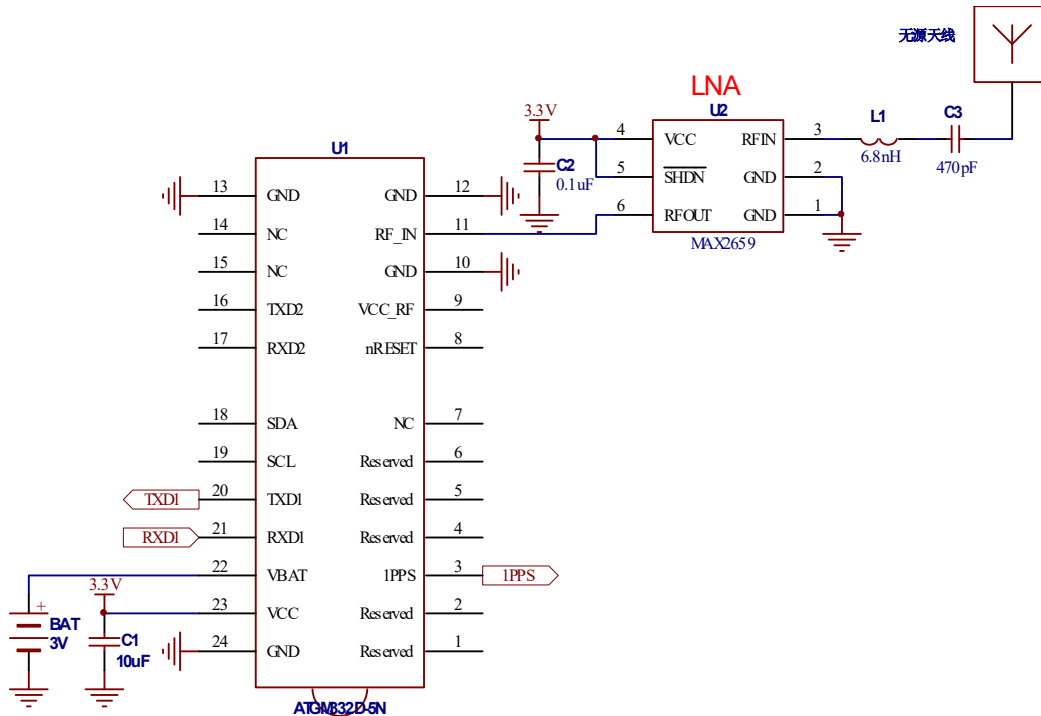 无源天线
LNA
U2
3.3V
4 VCC RFIN 3
5 SHDN GND 2
6 RFOUT GND 1
MAX2659
C2
0.1uF
L1
6.8nH
C3
470pF
U1
13 GND GND 12
14 NC RF_IN 11
15 NC GND 10
16 TXD2 VCC_RF 9
17 RXD2 nRESET 8
18 SDA NC 7
19 SCL Reserved 6
TXD1 20 TXD1 Reserved 5
RXD1 21 RXD1 Reserved 4
22 VBAT 1PPS 3 1PPS
3.3V
23 VCC Reserved 2
24 GND Reserved 1
+
BAT
3V
C1
10uF
ATGM332D-5N